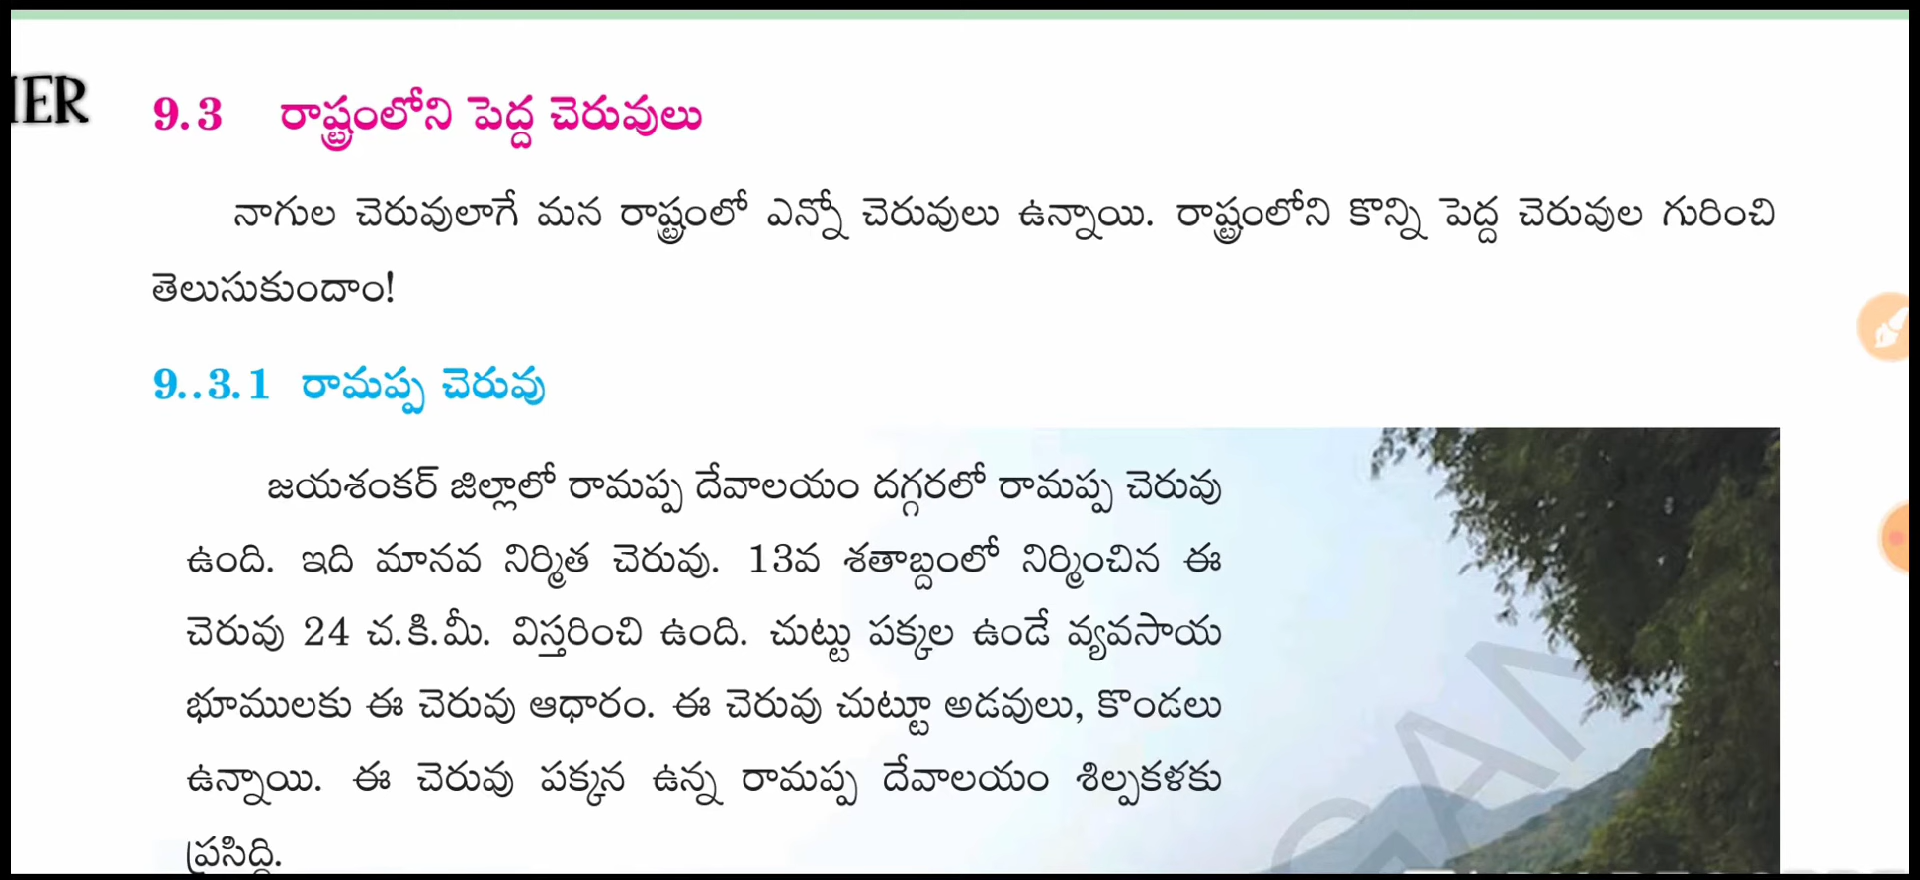 IER
9.3 రాష్ట్రంలోని పెద్ద చెరువులు
నాగుల చెరువులాగే మన రాష్ట్రంలో ఎన్నో చెరువులు ఉన్నాయి. రాష్ట్రంలోని కొన్ని పెద్ద చెరువుల గురించి
తెలుసుకుందాం!
9..3.1 రామప్ప చెరువు
జయశంకర్ జిల్లాలో రామప్ప దేవాలయం దగ్గరలో రామప్ప చెరువు
ఉంది. ఇది మానవ నిర్మిత చెరువు. 13వ శతాబ్దంలో నిర్మించిన ఈ
చెరువు 24 చ.కి.మీ. విస్తరించి ఉంది. చుట్టు పక్కల ఉండే వ్యవసాయ
భూములకు ఈ చెరువు ఆధారం. ఈ చెరువు చుట్టూ అడవులు, కొండలు
ఉన్నాయి. ఈ చెరువు పక్కన ఉన్న రామప్ప దేవాలయం శిల్పకళకు
ప్రసిద్ది.
GAN